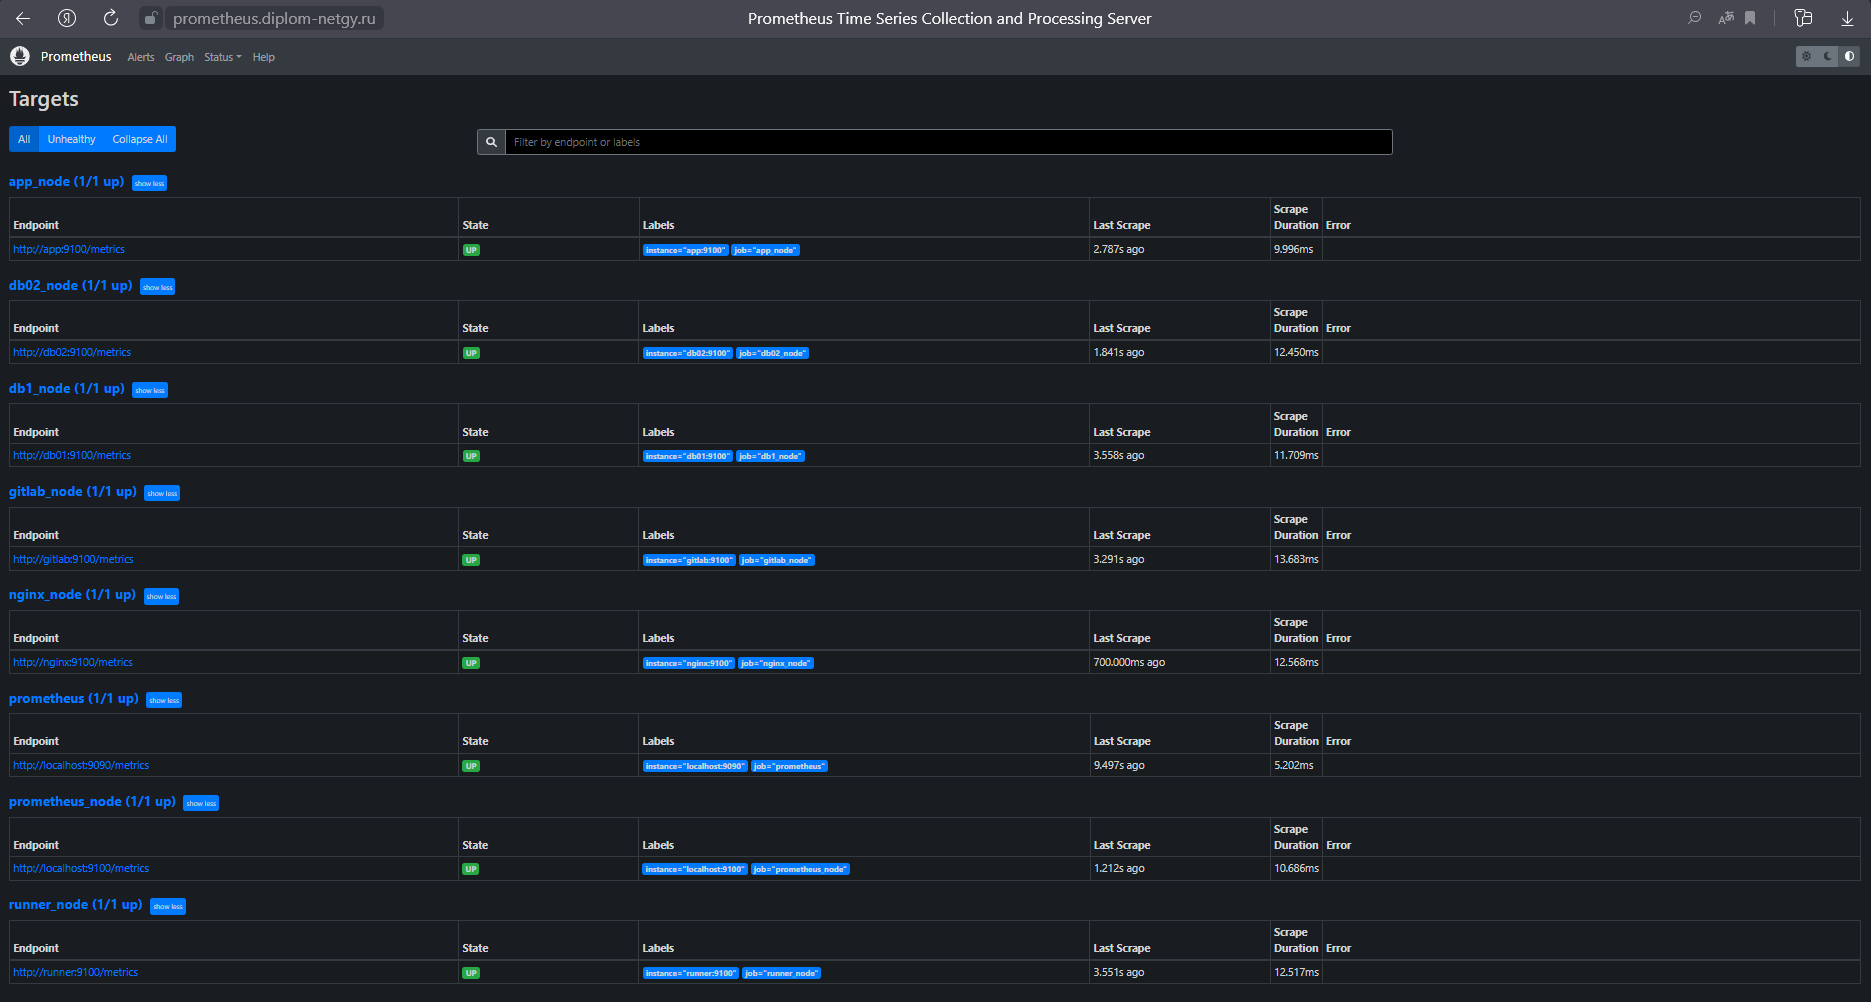 prometheus.diplom-netgy.ru Prometheus Time Series Collection and Processing Server
Prometheus Alerts Graph Status Help
Targets
All Unhealthy Collapse All Filter by endpoint or labels
app_node (1/1 up) show less
Endpoint State Labels Last Scrape Scrape Duration Error
http://app:9100/metrics UP instance="app:9100" job="app_node" 2.787s ago 9.996ms
db02_node (1/1 up) show less
Endpoint State Labels Last Scrape Scrape Duration Error
http://db02:9100/metrics UP instance="db02:9100" job="db02_node" 1.841s ago 12.450ms
db1_node (1/1 up) show less
Endpoint State Labels Last Scrape Scrape Duration Error
http://db01:9100/metrics UP instance="db01:9100" job="db1_node" 3.558s ago 11.709ms
gitlab_node (1/1 up) show less
Endpoint State Labels Last Scrape Scrape Duration Error
http://gitlab:9100/metrics UP instance="gitlab:9100" job="gitlab_node" 3.291s ago 13.683ms
nginx_node (1/1 up) show less
Endpoint State Labels Last Scrape Scrape Duration Error
http://nginx:9100/metrics UP instance="nginx:9100" job="nginx_node" 700.000ms ago 12.568ms
prometheus (1/1 up) show less
Endpoint State Labels Last Scrape Scrape Duration Error
http://localhost:9090/metrics UP instance="localhost:9090" job="prometheus" 9.497s ago 5.202ms
prometheus_node (1/1 up) show less
Endpoint State Labels Last Scrape Scrape Duration Error
http://localhost:9100/metrics UP instance="localhost:9100" job="prometheus_node" 1.212s ago 10.686ms
runner_node (1/1 up) show less
Endpoint State Labels Last Scrape Scrape Duration Error
http://runner:9100/metrics UP instance="runner:9100" job="runner_node" 3.551s ago 12.517ms